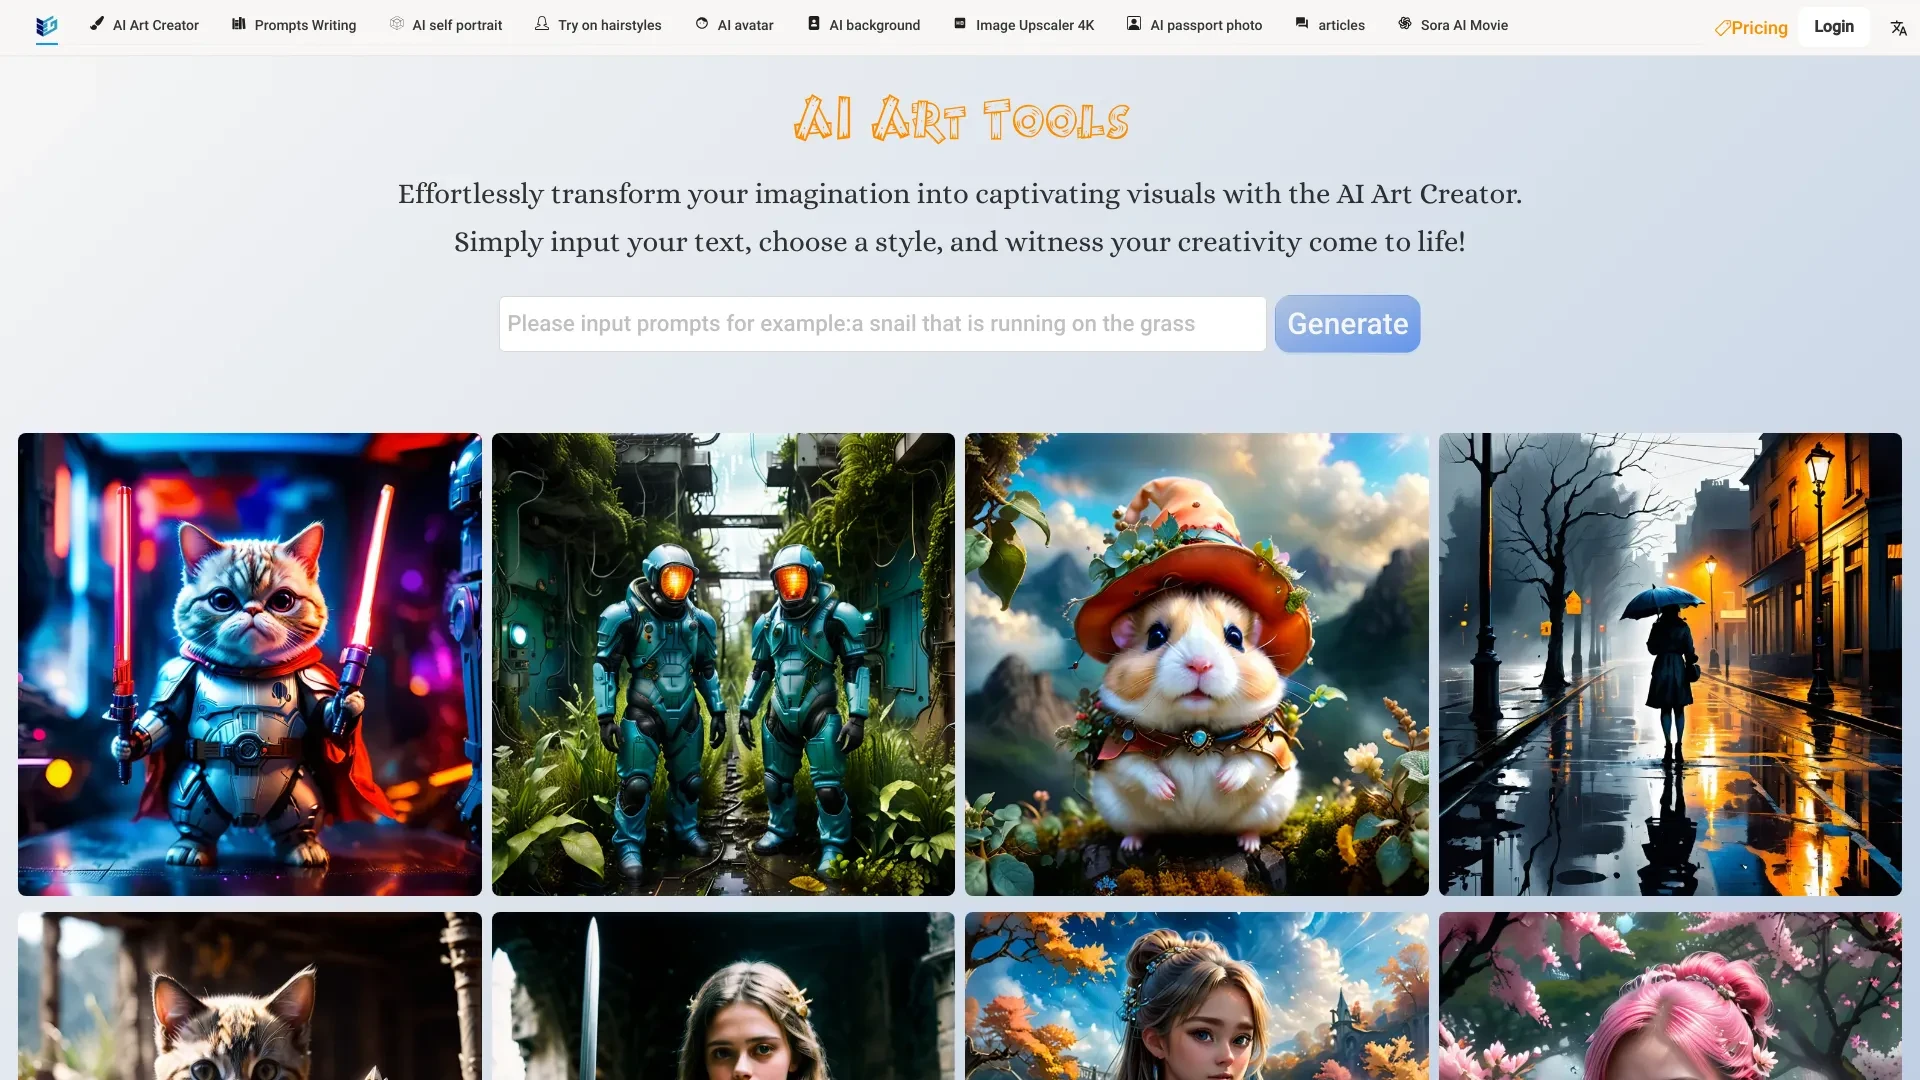 AI Art Creator
Prompts Writing
AI self portrait
Try on hairstyles
AI avatar
AI background
Image Upscaler 4K
AI passport photo
articles
Sora AI Movie
Pricing
Login
AI Art Tools
Effortlessly transform your imagination into captivating visuals with the AI Art Creator.
Simply input your text, choose a style, and witness your creativity come to life!
Please input prompts for example:a snail that is running on the grass
Generate